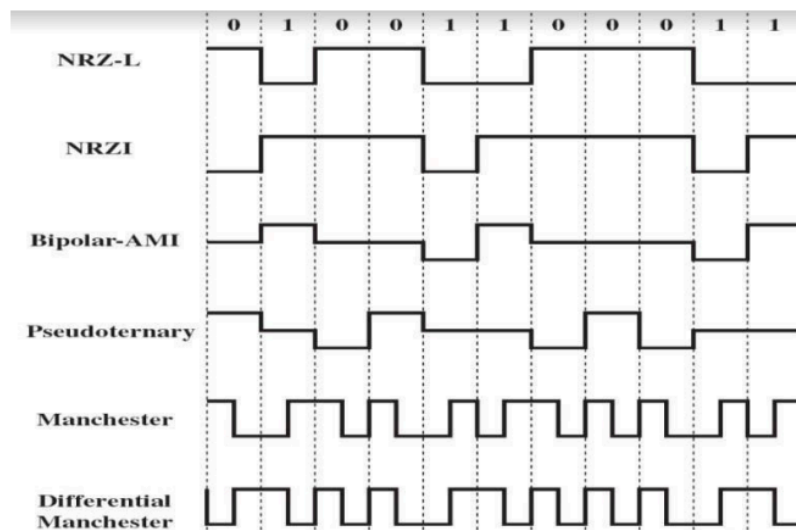 0 1 0 0 1 1 0 0 0 1 1
NRZ-L
NRZI
Bipolar-AMI
Pseudoternary
Manchester
Differential
Manchester